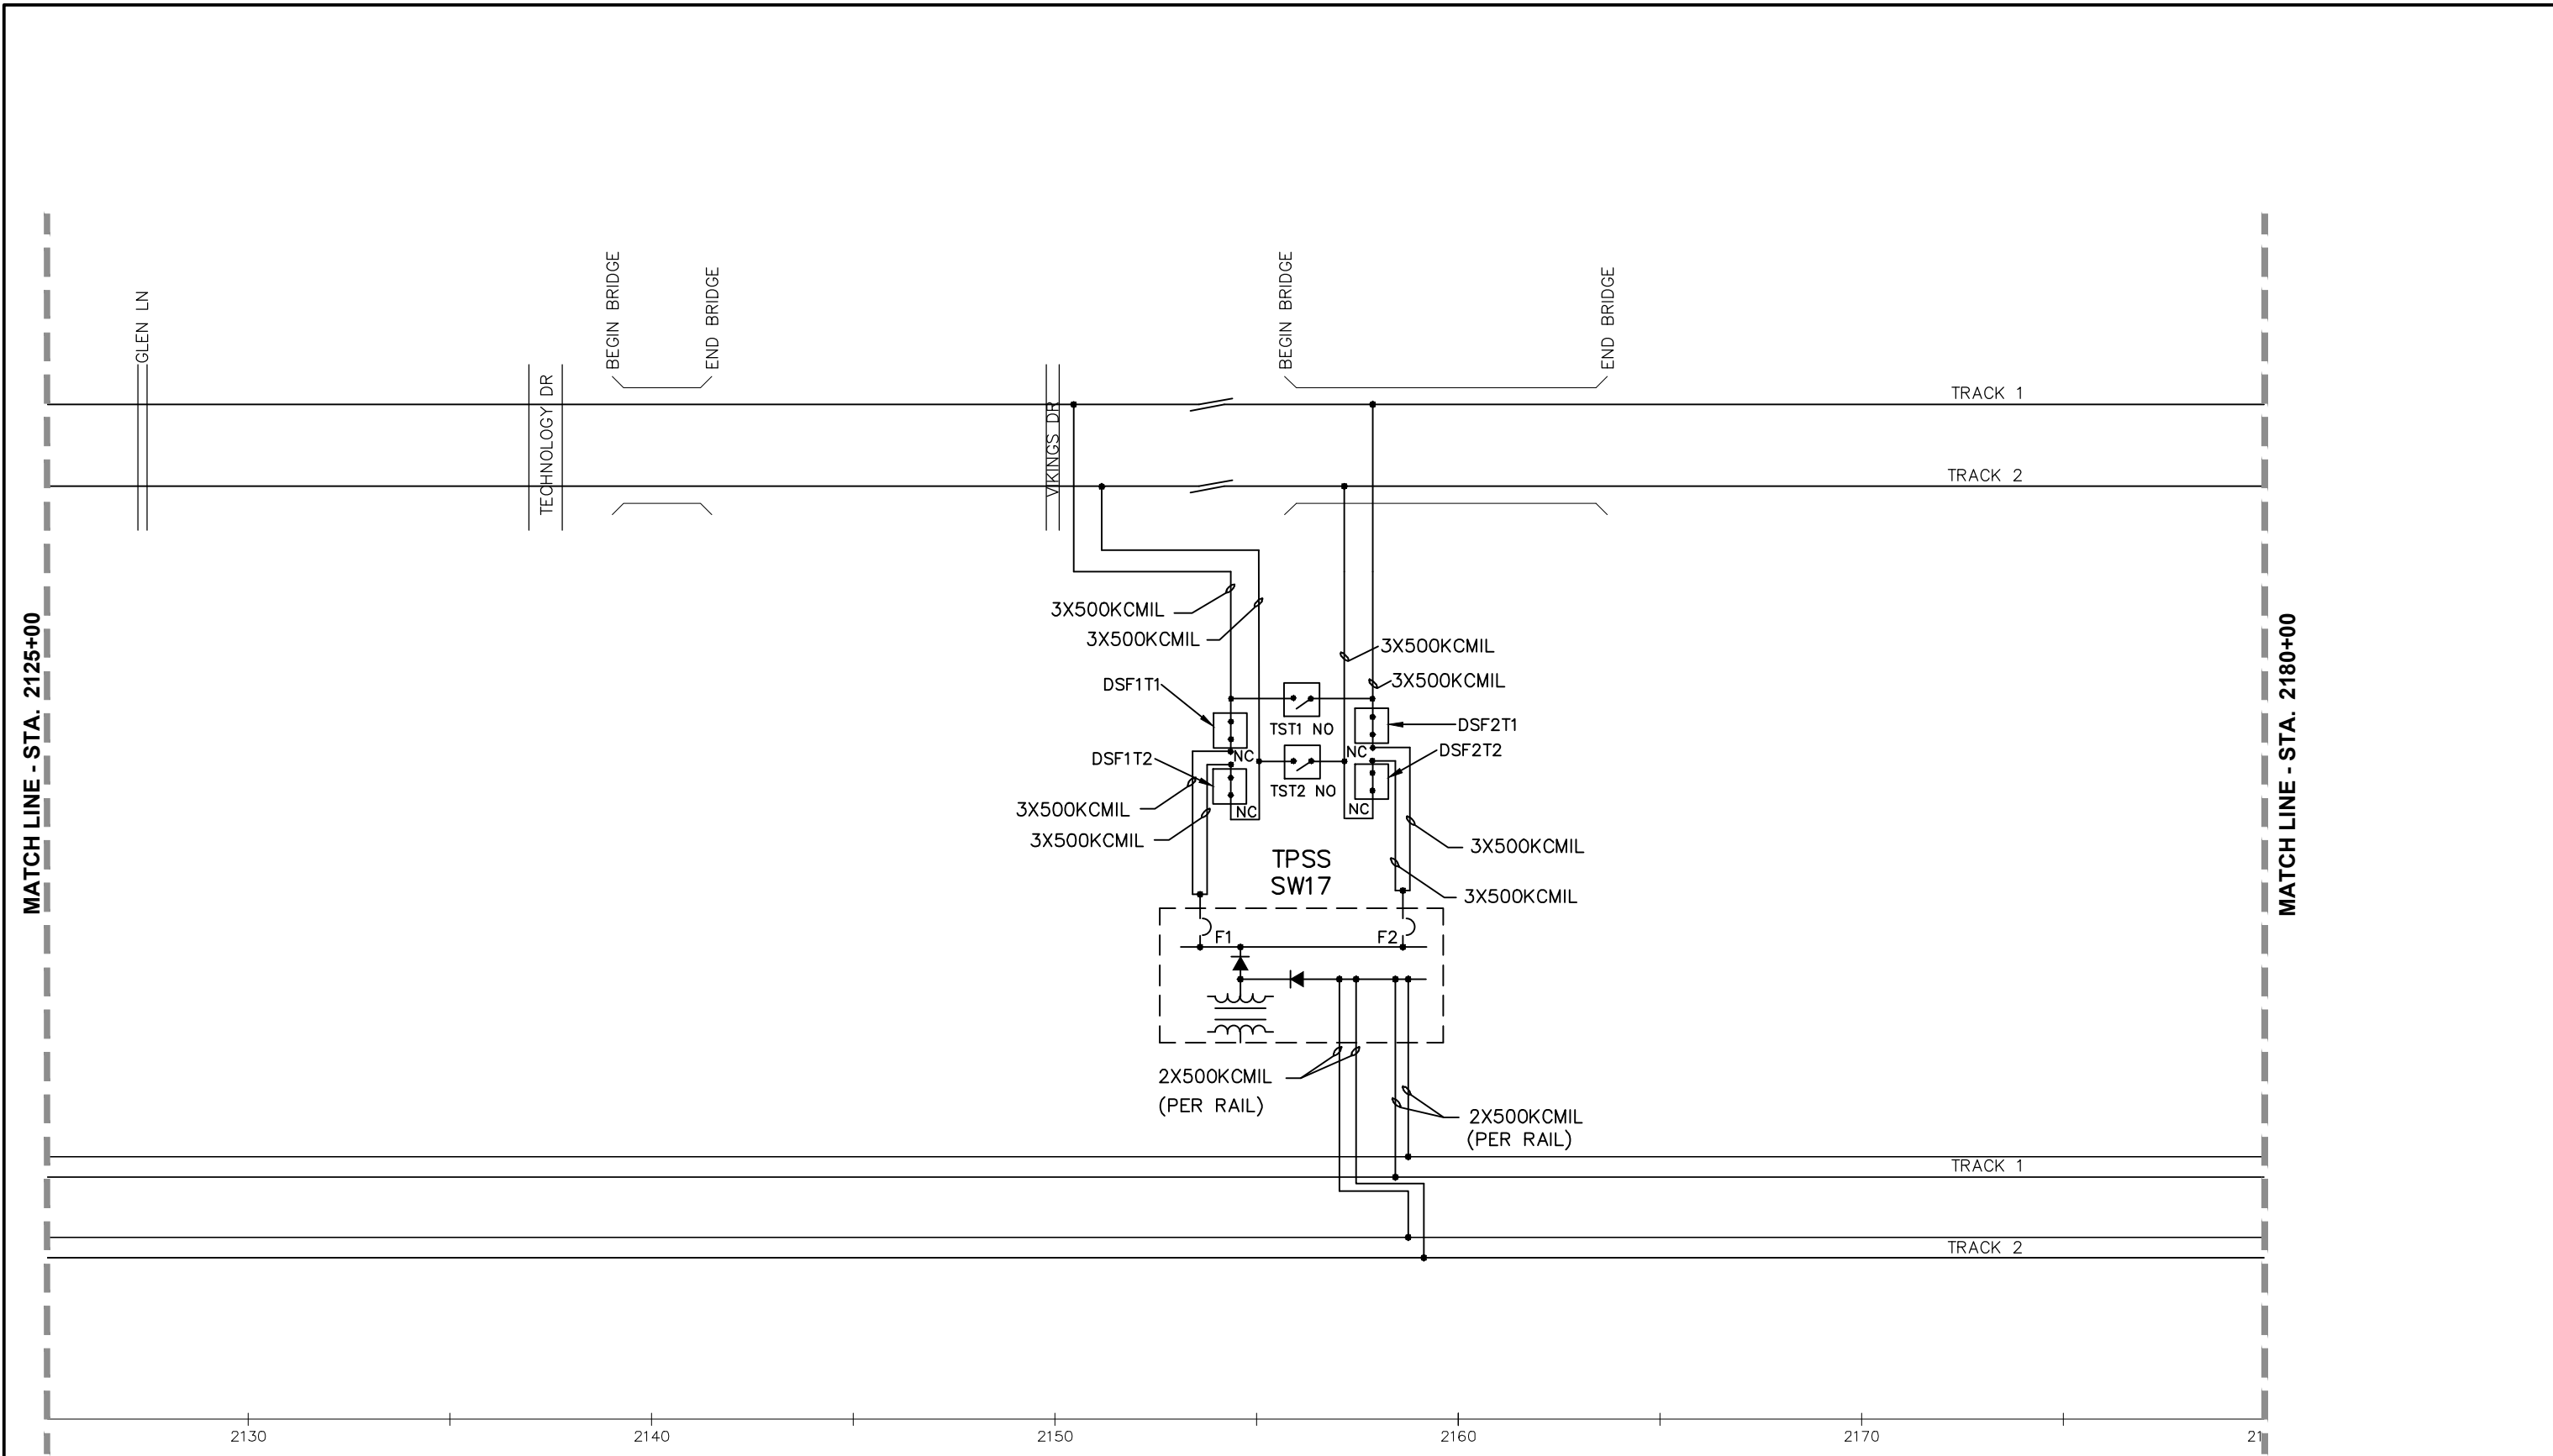 BEGIN BRIDGE
END BRIDGE
BEGIN BRIDGE
END BRIDGE
GLEN LN
TECHNOLOGY DR
VIKINGS DR
TRACK 1
TRACK 2
MATCH LINE - STA. 2125+00
MATCH LINE - STA. 2180+00
3X500KCMIL
3X500KCMIL
3X500KCMIL
3X500KCMIL
DSF1T1
TST1 NO
DSF2T1
NC
NC
DSF2T2
DSF1T2
TST2 NO
NC
NC
3X500KCMIL
3X500KCMIL
3X500KCMIL
3X500KCMIL
TPSS
SW17
F1
F2
2X500KCMIL
(PER RAIL)
2X500KCMIL
(PER RAIL)
TRACK 1
TRACK 2
2130
2140
2150
2160
2170